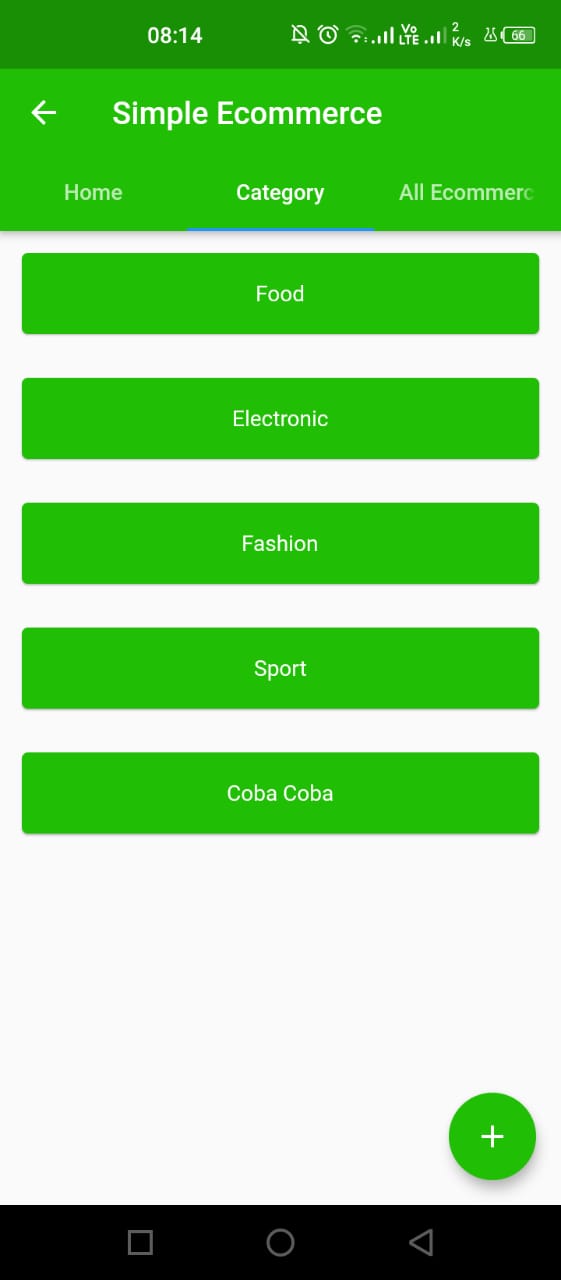 08:14
Vo
LTE
2
K/s
66
Simple Ecommerce
Home
Category
All Ecommerc
Food
Electronic
Fashion
Sport
Coba Coba